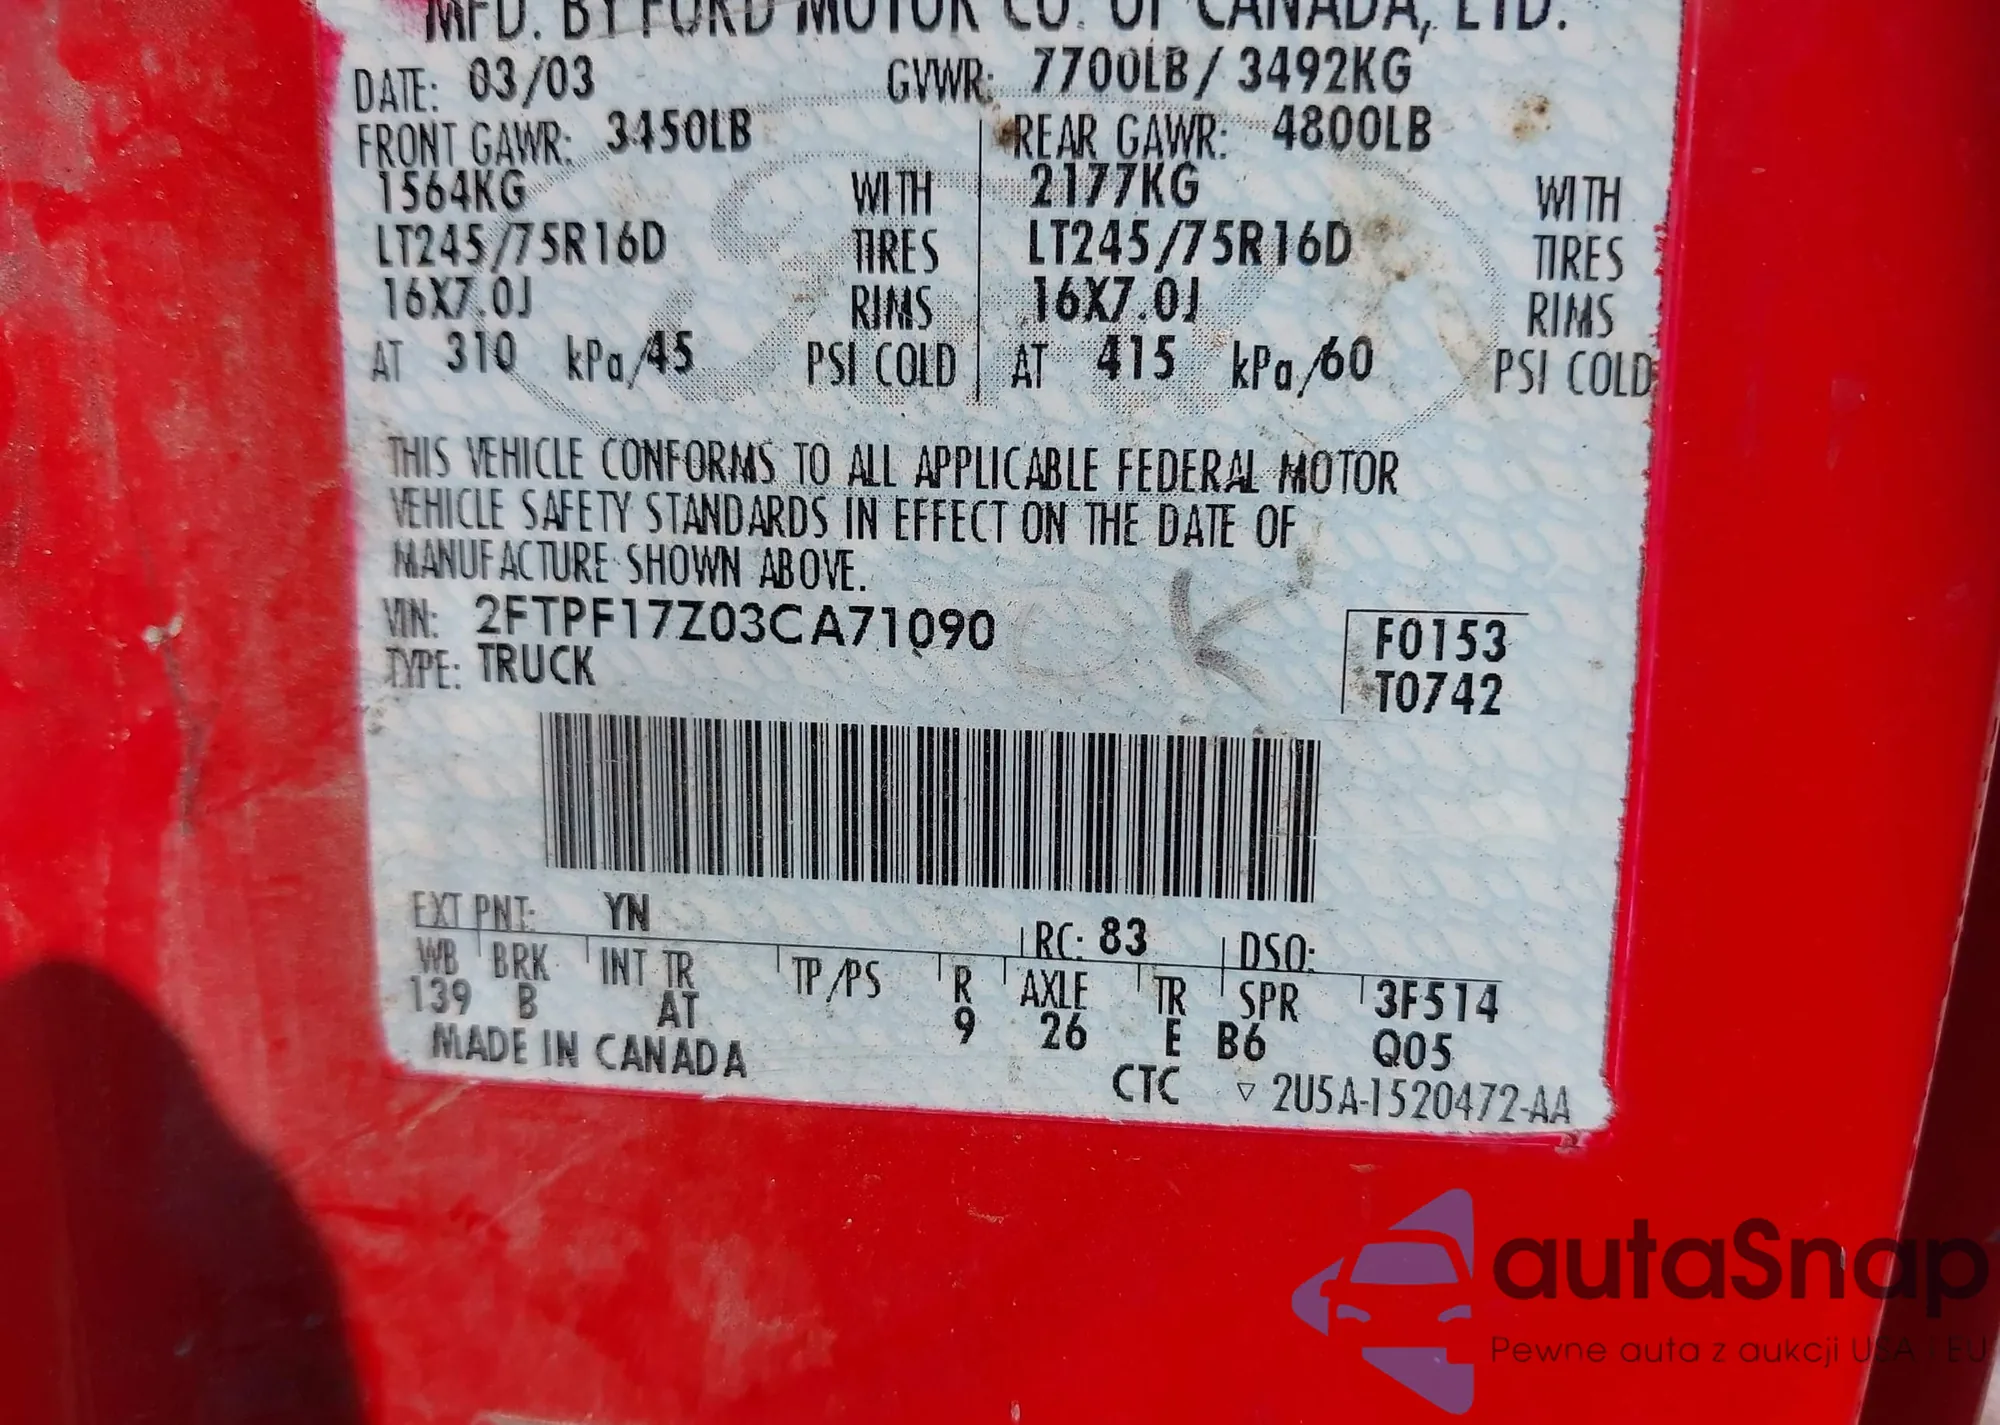 MFD. BY FORD MOTOR CO. OF CANADA, LTD.
DATE: 03/03 GVWR: 7700LB/ 3492KG
FRONT GAWR: 3450LB REAR GAWR: 4800LB
1564KG WITH 2177KG WITH
LT245/75R16D TIRES LT245/75R16D TIRES
16X7.0J RIMS 16X7.0J RIMS
AT 310 kPa/45 PSI COLD AT 415 kPa/60 PSI COLD
THIS VEHICLE CONFORMS TO ALL APPLICABLE FEDERAL MOTOR
VEHICLE SAFETY STANDARDS IN EFFECT ON THE DATE OF
MANUFACTURE SHOWN ABOVE.
VIN: 2FTPF17Z03CA71090
OK
TYPE: TRUCK
F0153
T0742
EXT PNT: YN RC: 83 DSO:
WB BRK INT TR TP/PS R AXLE TR SPR 3F514
139 B AT 9 26 E B6 Q05
MADE IN CANADA
CTC ▽ 2U5A-1520472-AA
autaSnap
Pewne auta z aukcji USA i EU